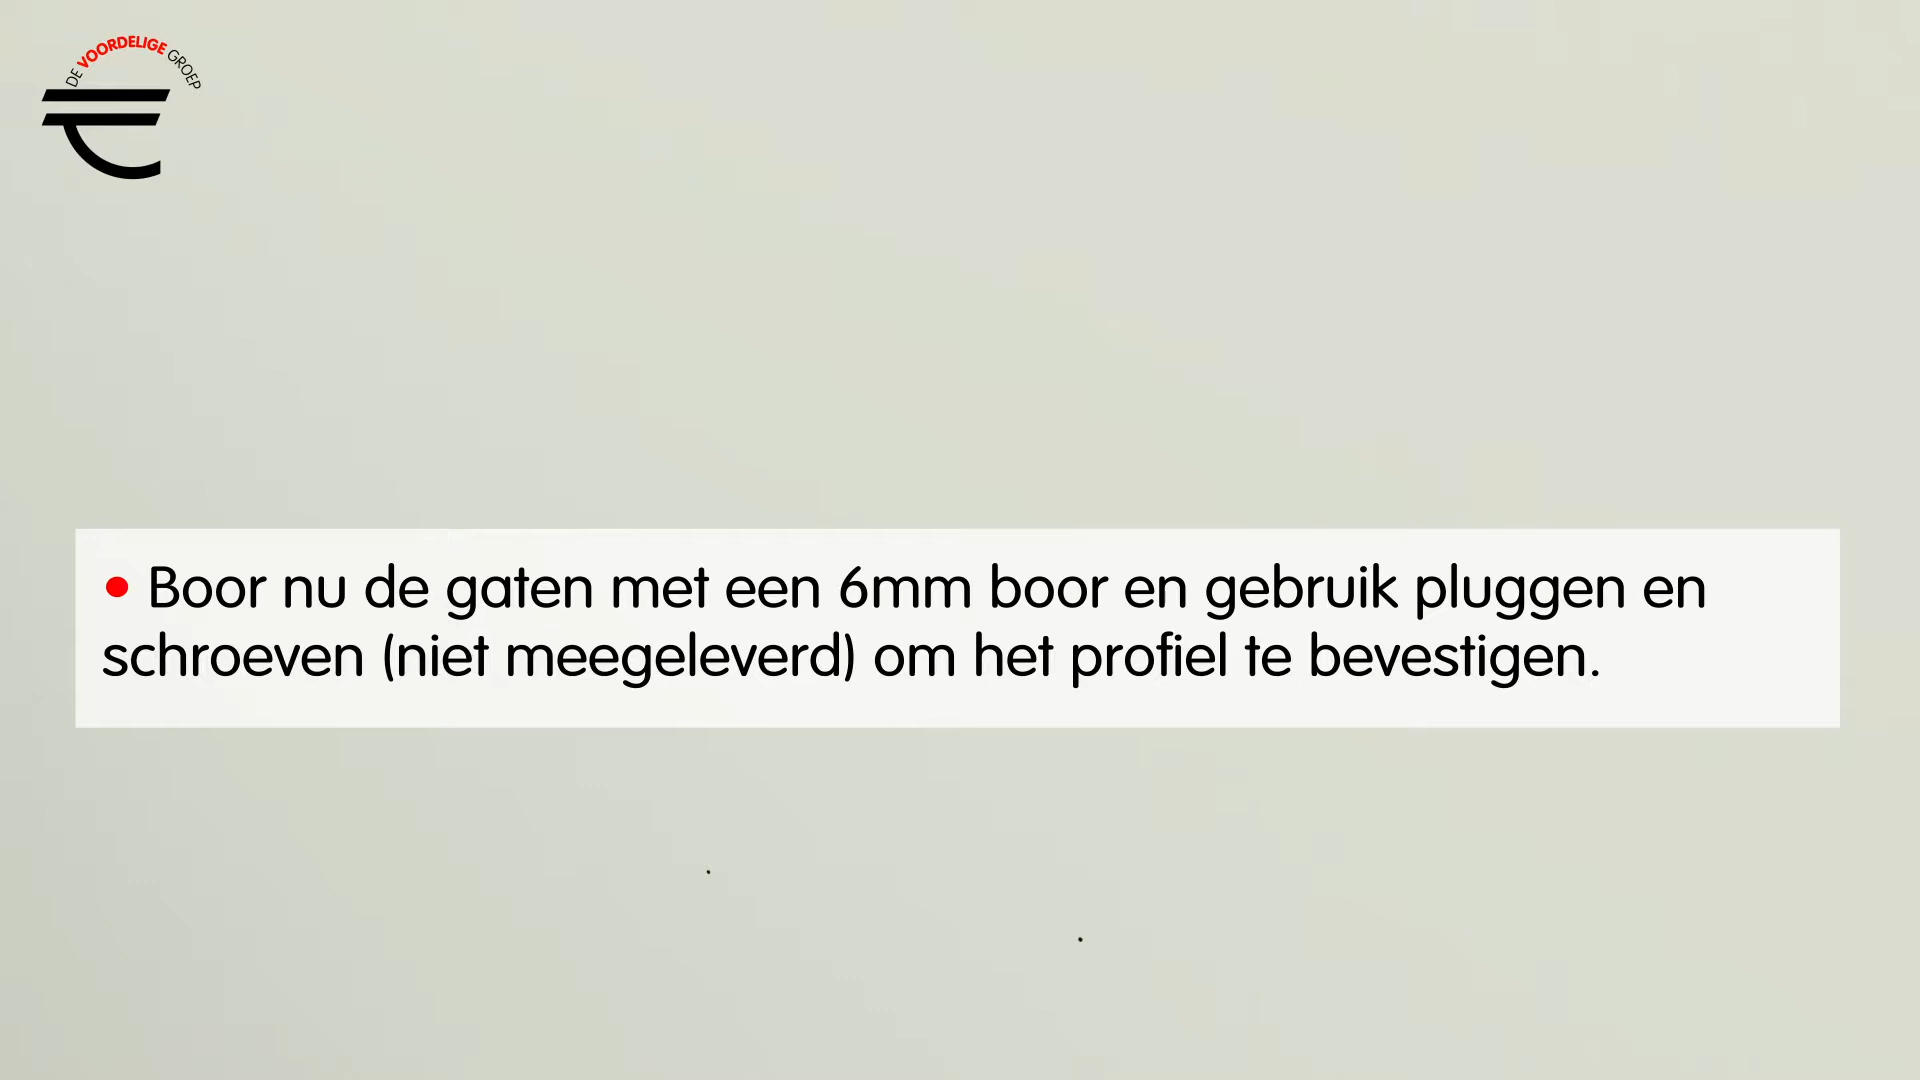 DE VOORDELIGE GROEP
• Boor nu de gaten met een 6mm boor en gebruik pluggen en
schroeven (niet meegeleverd) om het profiel te bevestigen.